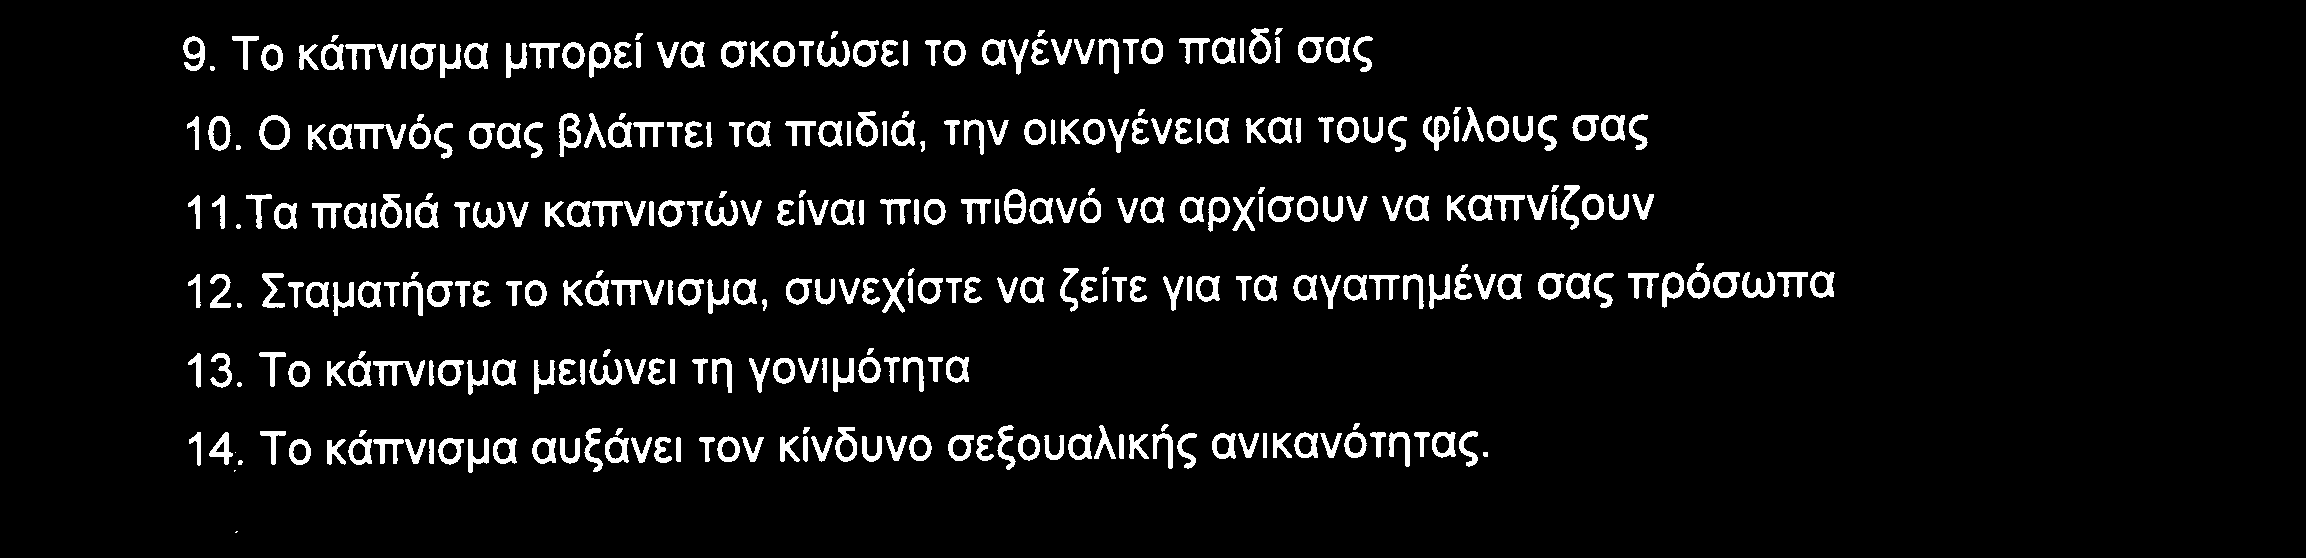 9. Το κάπνισμα μπορεί να σκοτώσει το αγέννητο παιδί σας
10. Ο καπνός σας βλάπτει τα παιδιά, την οικογένεια και τους φίλους σας
11.Τα παιδιά των καπνιστών είναι πιο πιθανό να αρχίσουν να καπνίζουν
12. Σταματήστε το κάπνισμα, συνεχίστε να ζείτε για τα αγαπημένα σας πρόσωπα
13. Το κάπνισμα μειώνει τη γονιμότητα
14. Το κάπνισμα αυξάνει τον κίνδυνο σεξουαλικής ανικανότητας.